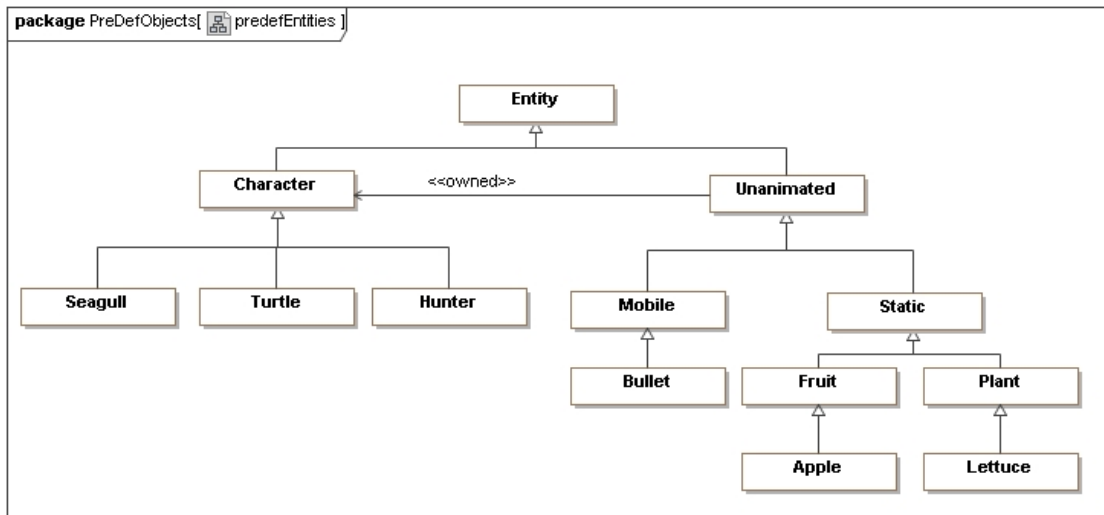 package PreDefObjects[ predefEntities ]
Entity
Character
<<owned>>
Unanimated
Seagull
Turtle
Hunter
Mobile
Static
Bullet
Fruit
Plant
Apple
Lettuce